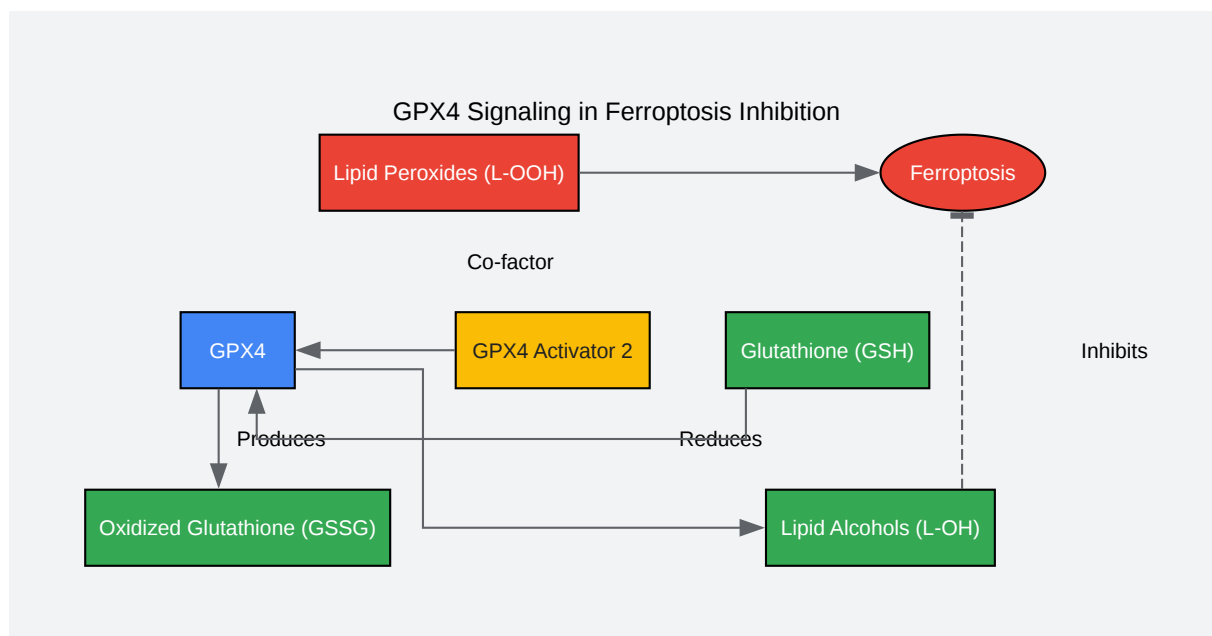 GPX4 Signaling in Ferroptosis Inhibition
Lipid Peroxides (L-OOH)
Ferroptosis
Co-factor
GPX4
GPX4 Activator 2
Glutathione (GSH)
Inhibits
Produces
Reduces
Oxidized Glutathione (GSSG)
Lipid Alcohols (L-OH)